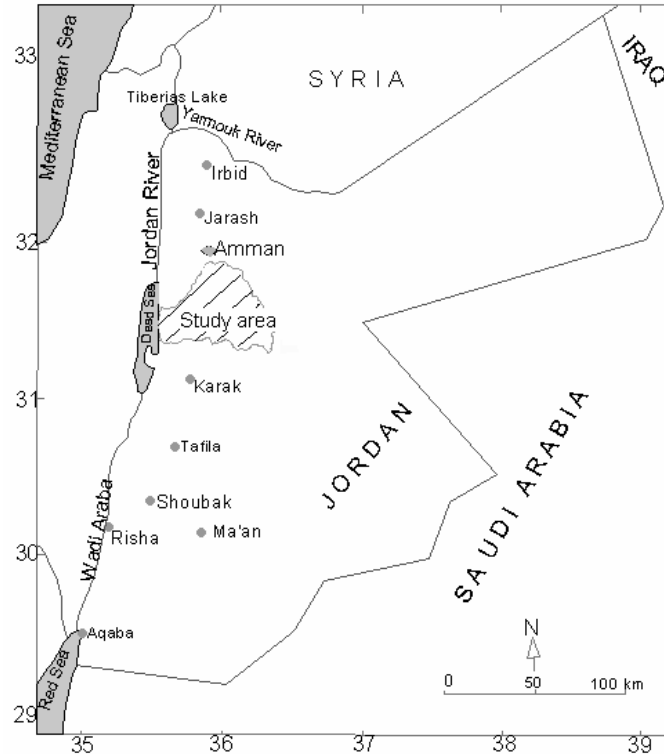 33
Mediterranean Sea
SYRIA
IRAQ
Tiberias Lake
Yarmouk River
Irbid
Jordan River
Jarash
32
Amman
Dead Sea
Study area
31
Karak
JORDAN
SAUDI ARABIA
Tafila
Shoubak
Wadi Araba
Risha
Ma'an
30
Aqaba
N
Red Sea
0 50 100 km
29
35 36 37 38 39